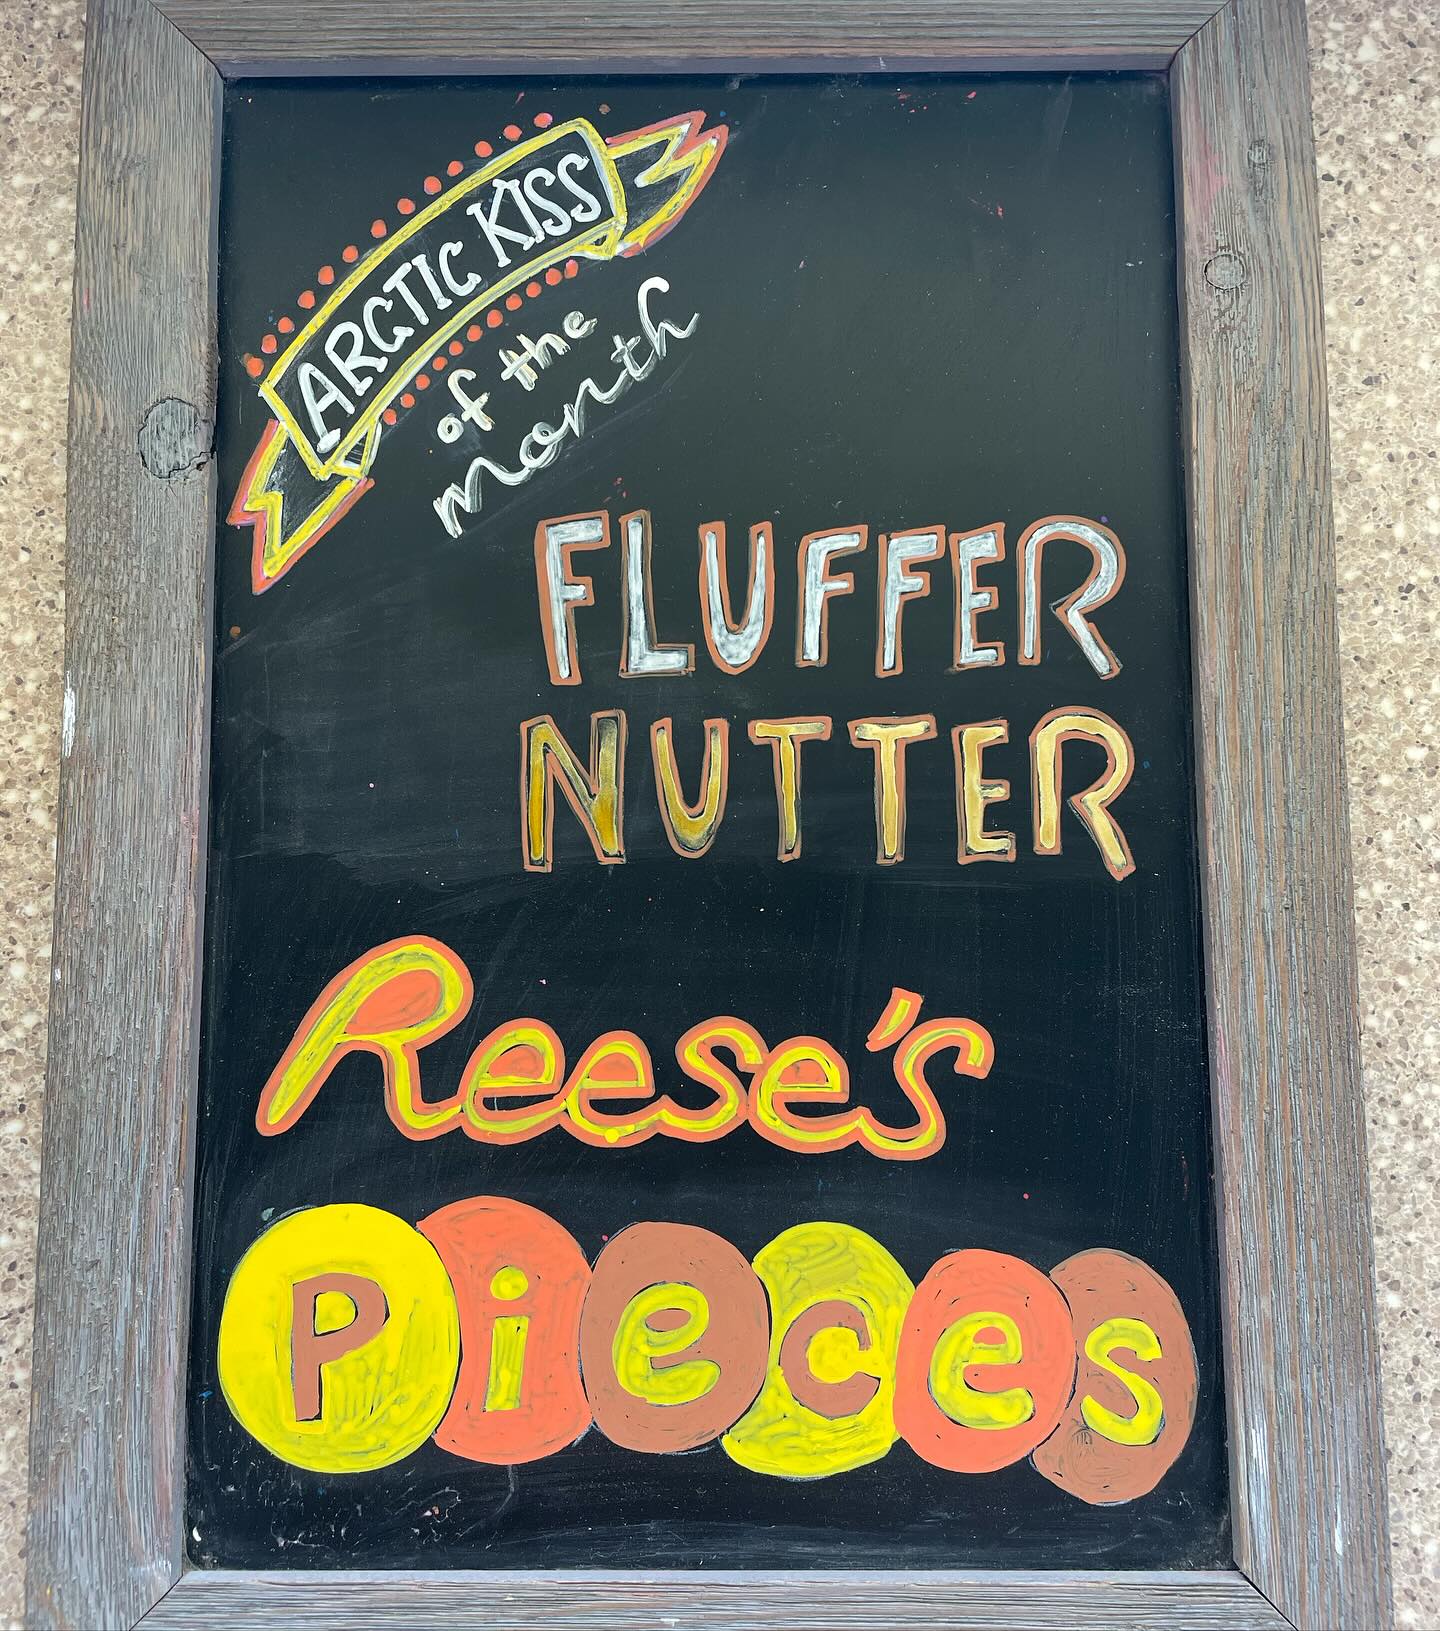 ARCTIC KISS
of the
month
FLUFFER
NUTTER
Reese's
Pieces